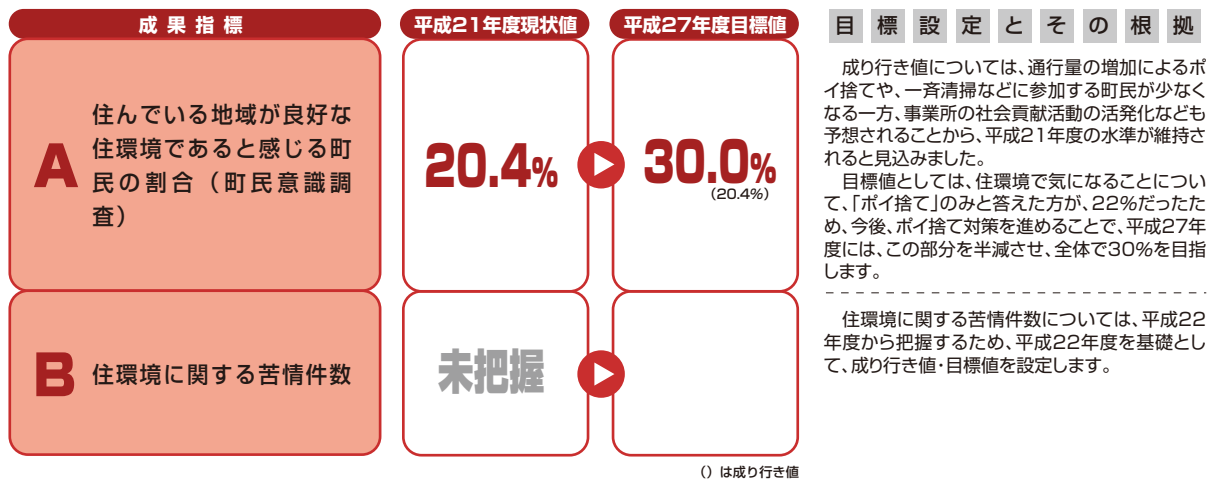 成果指標
平成21年度現状値
平成27年度目標値
A
住んでいる地域が良好な
住環境であると感じる町
民の割合（町民意識調
査）
20.4%
30.0%
(20.4%)
B
住環境に関する苦情件数
未把握
（）は成り行き値
目標設定とその根拠
成り行き値については、通行量の増加によるポ
イ捨てや、一斉清掃などに参加する町民が少なく
なる一方、事業所の社会貢献活動の活発化なども
予想されることから、平成21年度の水準が維持さ
れると見込みました。
目標値としては、住環境で気になることについ
て、「ポイ捨て」のみと答えた方が、22%だったた
め、今後、ポイ捨て対策を進めることで、平成27年
度には、この部分を半減させ、全体で30%を目指
します。
住環境に関する苦情件数については、平成22
年度から把握するため、平成22年度を基礎とし
て、成り行き値・目標値を設定します。